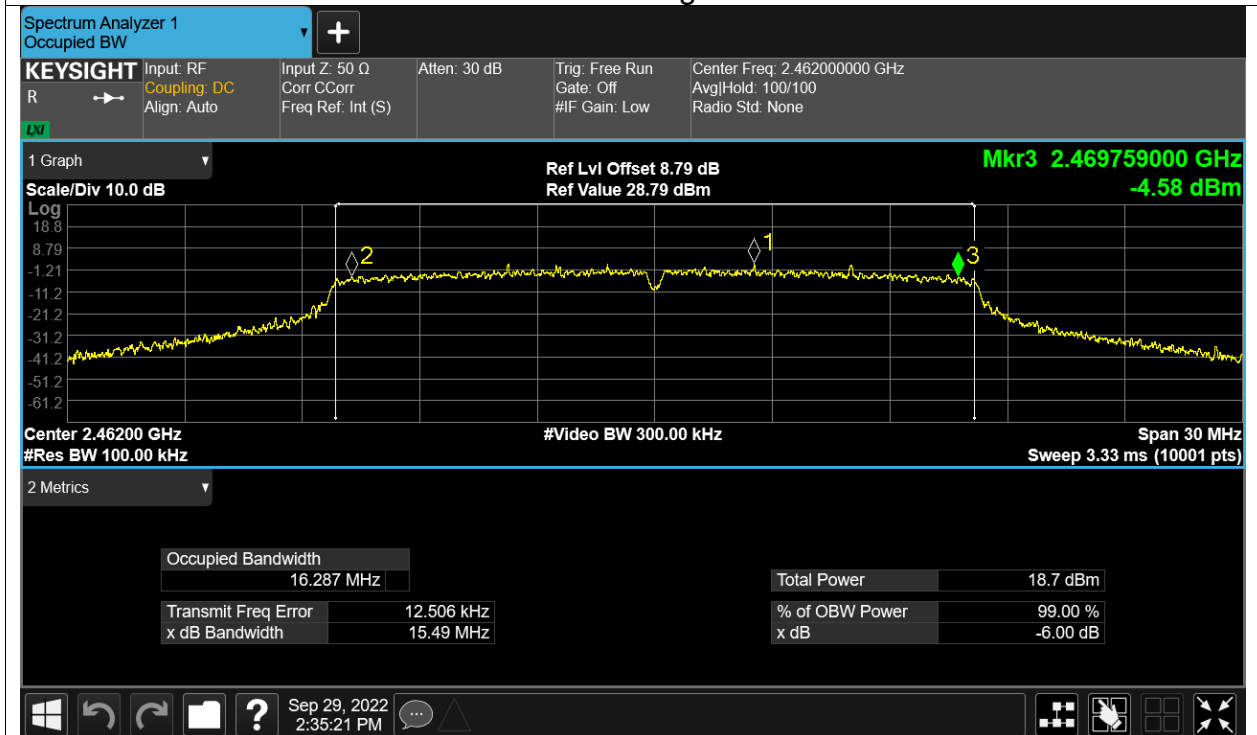 Spectrum Analyzer 1
Occupied BW
+
KEYSIGHT
R
LXI
Input: RF
Coupling: DC
Align: Auto
Input Z: 50 Ω
Corr CCorr
Freq Ref: Int (S)
Atten: 30 dB
Trig: Free Run
Gate: Off
#IF Gain: Low
Center Freq: 2.462000000 GHz
Avg|Hold: 100/100
Radio Std: None
1 Graph
Scale/Div 10.0 dB
Ref Lvl Offset 8.79 dB
Ref Value 28.79 dBm
Mkr3 2.469759000 GHz
-4.58 dBm
Log
18.8
8.79
-1.21
-11.2
-21.2
-31.2
-41.2
-51.2
-61.2
2
1
3
Center 2.46200 GHz
#Res BW 100.00 kHz
#Video BW 300.00 kHz
Span 30 MHz
Sweep 3.33 ms (10001 pts)
2 Metrics
Occupied Bandwidth
16.287 MHz
Transmit Freq Error 12.506 kHz
x dB Bandwidth 15.49 MHz
Total Power 18.7 dBm
% of OBW Power 99.00 %
x dB -6.00 dB
?
Sep 29, 2022
2:35:21 PM